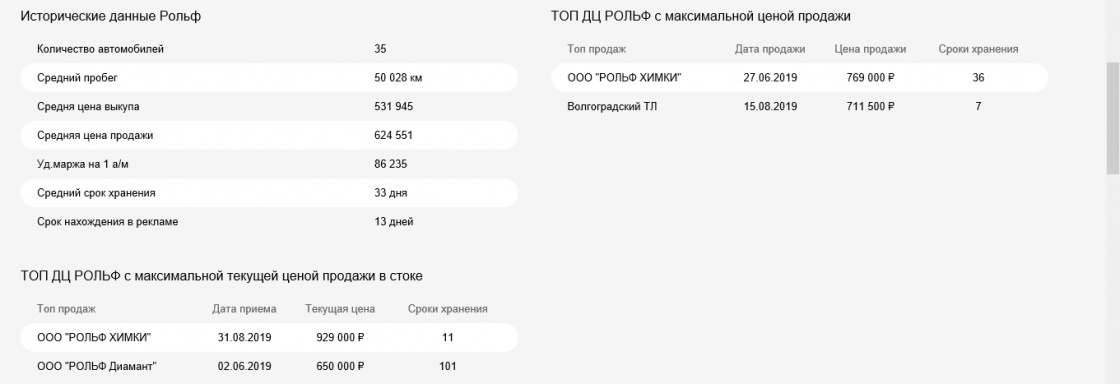 Исторические данные Рольф
Количество автомобилей 35
Средний пробег 50 028 км
Средня цена выкупа 531 945
Средняя цена продажи 624 551
Уд.маржа на 1 а/м 86 235
Средний срок хранения 33 дня
Срок нахождения в рекламе 13 дней
ТОП ДЦ РОЛЬФ с максимальной ценой продажи
Топ продаж Дата продажи Цена продажи Сроки хранения
ООО "РОЛЬФ ХИМКИ" 27.06.2019 769 000 ₽ 36
Волгоградский ТЛ 15.08.2019 711 500 ₽ 7
ТОП ДЦ РОЛЬФ с максимальной текущей ценой продажи в стоке
Топ продаж Дата приема Текущая цена Сроки хранения
ООО "РОЛЬФ ХИМКИ" 31.08.2019 929 000 ₽ 11
ООО "РОЛЬФ Диамант" 02.06.2019 650 000 ₽ 101